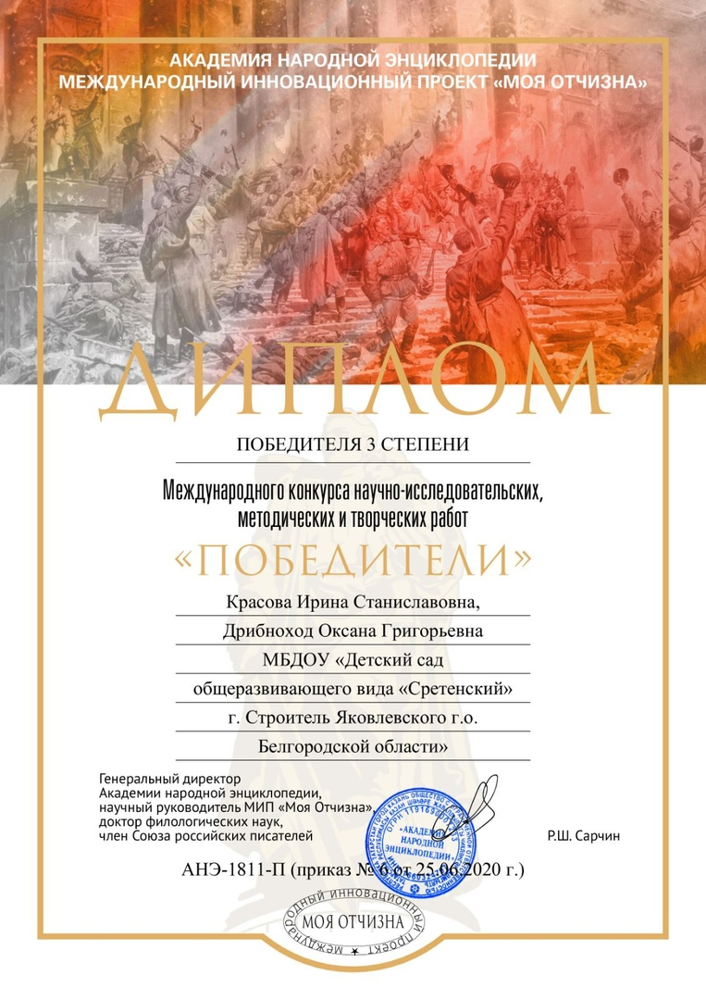 АКАДЕМИЯ НАРОДНОЙ ЭНЦИКЛОПЕДИИ
МЕЖДУНАРОДНЫЙ ИННОВАЦИОННЫЙ ПРОЕКТ «МОЯ ОТЧИЗНА»
ДИПЛОМ
ПОБЕДИТЕЛЯ 3 СТЕПЕНИ
Международного конкурса научно-исследовательских,
методических и творческих работ
«ПОБЕДИТЕЛИ»
Красова Ирина Станиславовна,
Дрибноход Оксана Григорьевна
МБДОУ «Детский сад
общеразвивающего вида «Сретенский»
г. Строитель Яковлевского г.о.
Белгородской области»
Генеральный директор
Академии народной энциклопедии,
научный руководитель МИП «Моя Отчизна»,
доктор филологических наук,
член Союза российских писателей
Р.Ш. Сарчин
«АКАДЕМИЯ
НАРОДНОЙ
ЭНЦИКЛОПЕДИИ»
АНЭ-1811-П (приказ № 6 от 25.06.2020 г.)
международный инновационный
МОЯ ОТЧИЗНА
проект